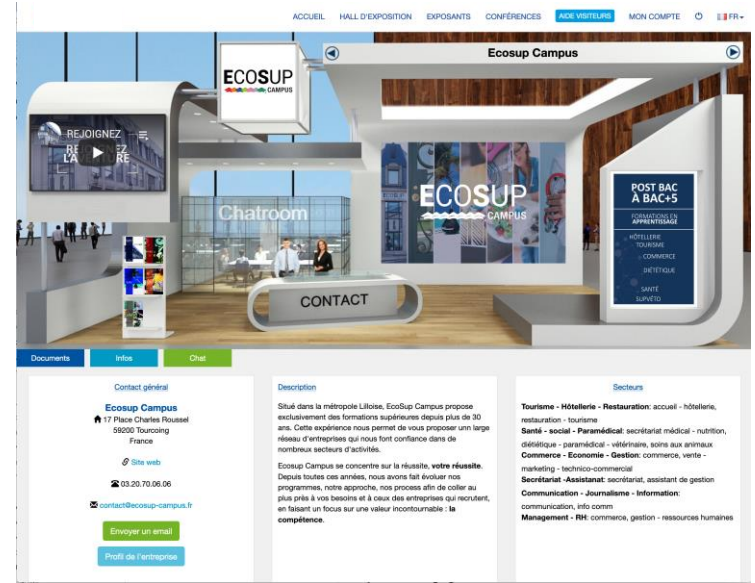 ACCUEIL HALL D'EXPOSITION EXPOSANTS CONFÉRENCES AIDE VISITEURS MON COMPTE FR
Ecosup Campus
ECOSUP
CAMPUS
REJOIGNEZ
Chatroom
ECOSUP
CAMPUS
POST BAC
À BAC+5
FORMATIONS EN
APPRENTISSAGE
HÔTELLERIE
TOURISME
COMMERCE
DIÉTÉTIQUE
SANTÉ
SUP'VÉTO
CONTACT
Documents Infos Chat
Contact général
Ecosup Campus
17 Place Charles Roussel
59200 Tourcoing
France
Site web
03.20.70.06.06
contact@ecosup-campus.fr
Envoyer un email
Profil de l'entreprise
Description
Situé dans la métropole Lilloise, EcoSup Campus propose
exclusivement des formations supérieures depuis plus de 30
ans. Cette expérience nous permet de vous proposer unn large
réseau d'entreprises qui nous font confiance dans de
nombreux secteurs d'activités.
Ecosup Campus se concentre sur la réussite, votre réussite.
Depuis toutes ces années, nous avons fait évoluer nos
programmes, notre approche, nos process afin de coller au
plus près à vos besoins et à ceux des entreprises qui recrutent,
en faisant un focus sur une valeur incontournable : la
compétence.
Secteurs
Tourisme - Hôtellerie - Restauration: accueil - hôtellerie,
restauration - tourisme
Santé - social - Paramédical: secrétariat médical - nutrition,
diététique - paramédical - vétérinaire, soins aux animaux
Commerce - Economie - Gestion: commerce, vente -
marketing - technico-commercial
Secrétariat -Assistanat: secrétariat, assistant de gestion
Communication - Journalisme - Information:
communication, info comm
Management - RH: commerce, gestion - ressources humaines